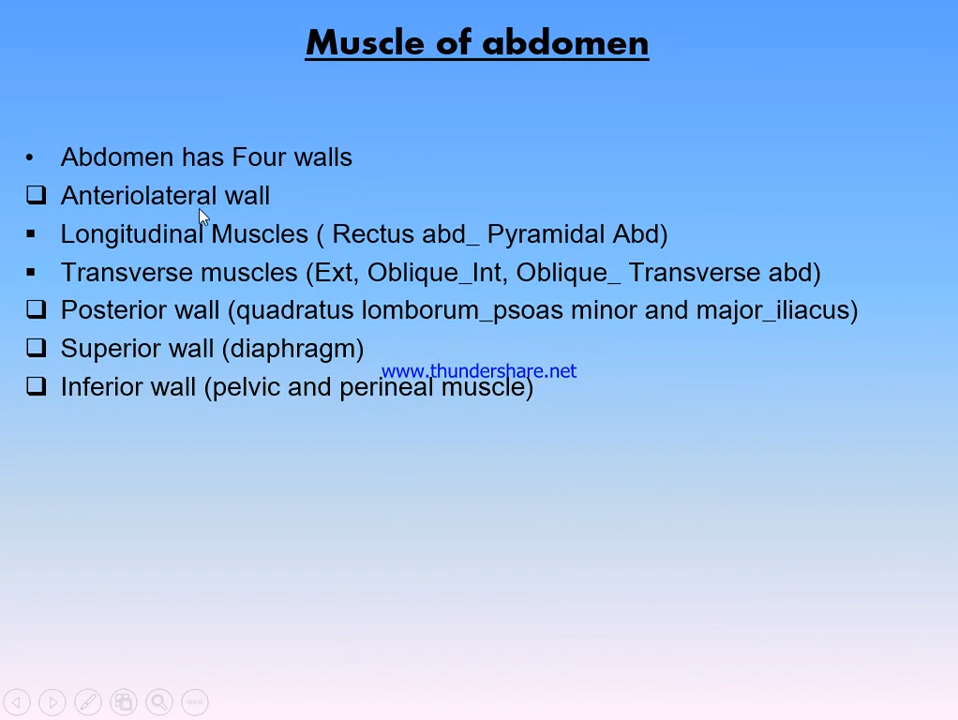 Muscle of abdomen
• Abdomen has Four walls
❑ Anteriolateral wall
▪ Longitudinal Muscles ( Rectus abd_ Pyramidal Abd)
▪ Transverse muscles (Ext, Oblique_Int, Oblique_ Transverse abd)
❑ Posterior wall (quadratus lomborum_psoas minor and major_iliacus)
❑ Superior wall (diaphragm)
www.thundershare.net
❑ Inferior wall (pelvic and perineal muscle)